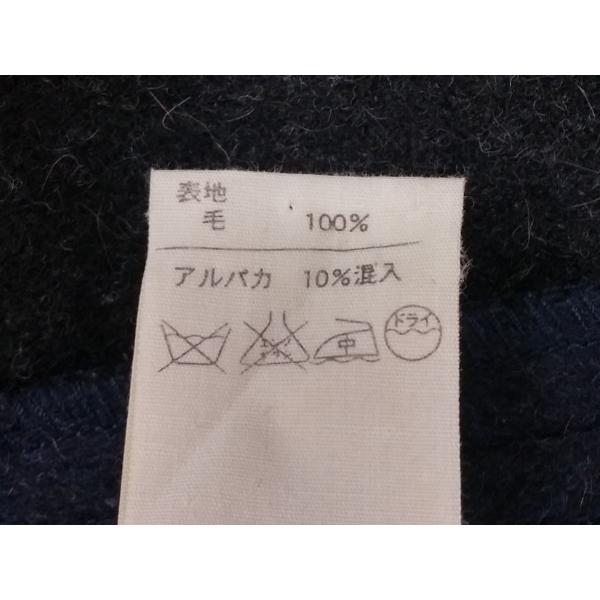 表地
毛 100%
アルパカ 10%混入
中 ドライ